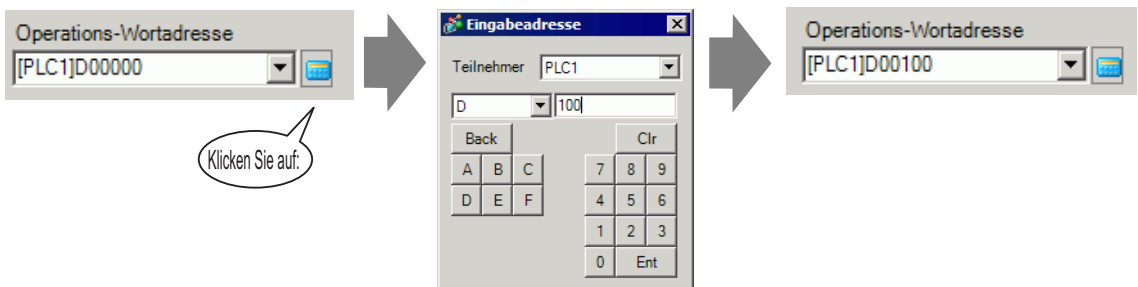 Operations-Wortadresse
[PLC1]D00000
Klicken Sie auf:
Eingabeadresse
Teilnehmer PLC1
D 100
Back Clr
A B C 7 8 9
D E F 4 5 6
1 2 3
0 Ent
Operations-Wortadresse
[PLC1]D00100